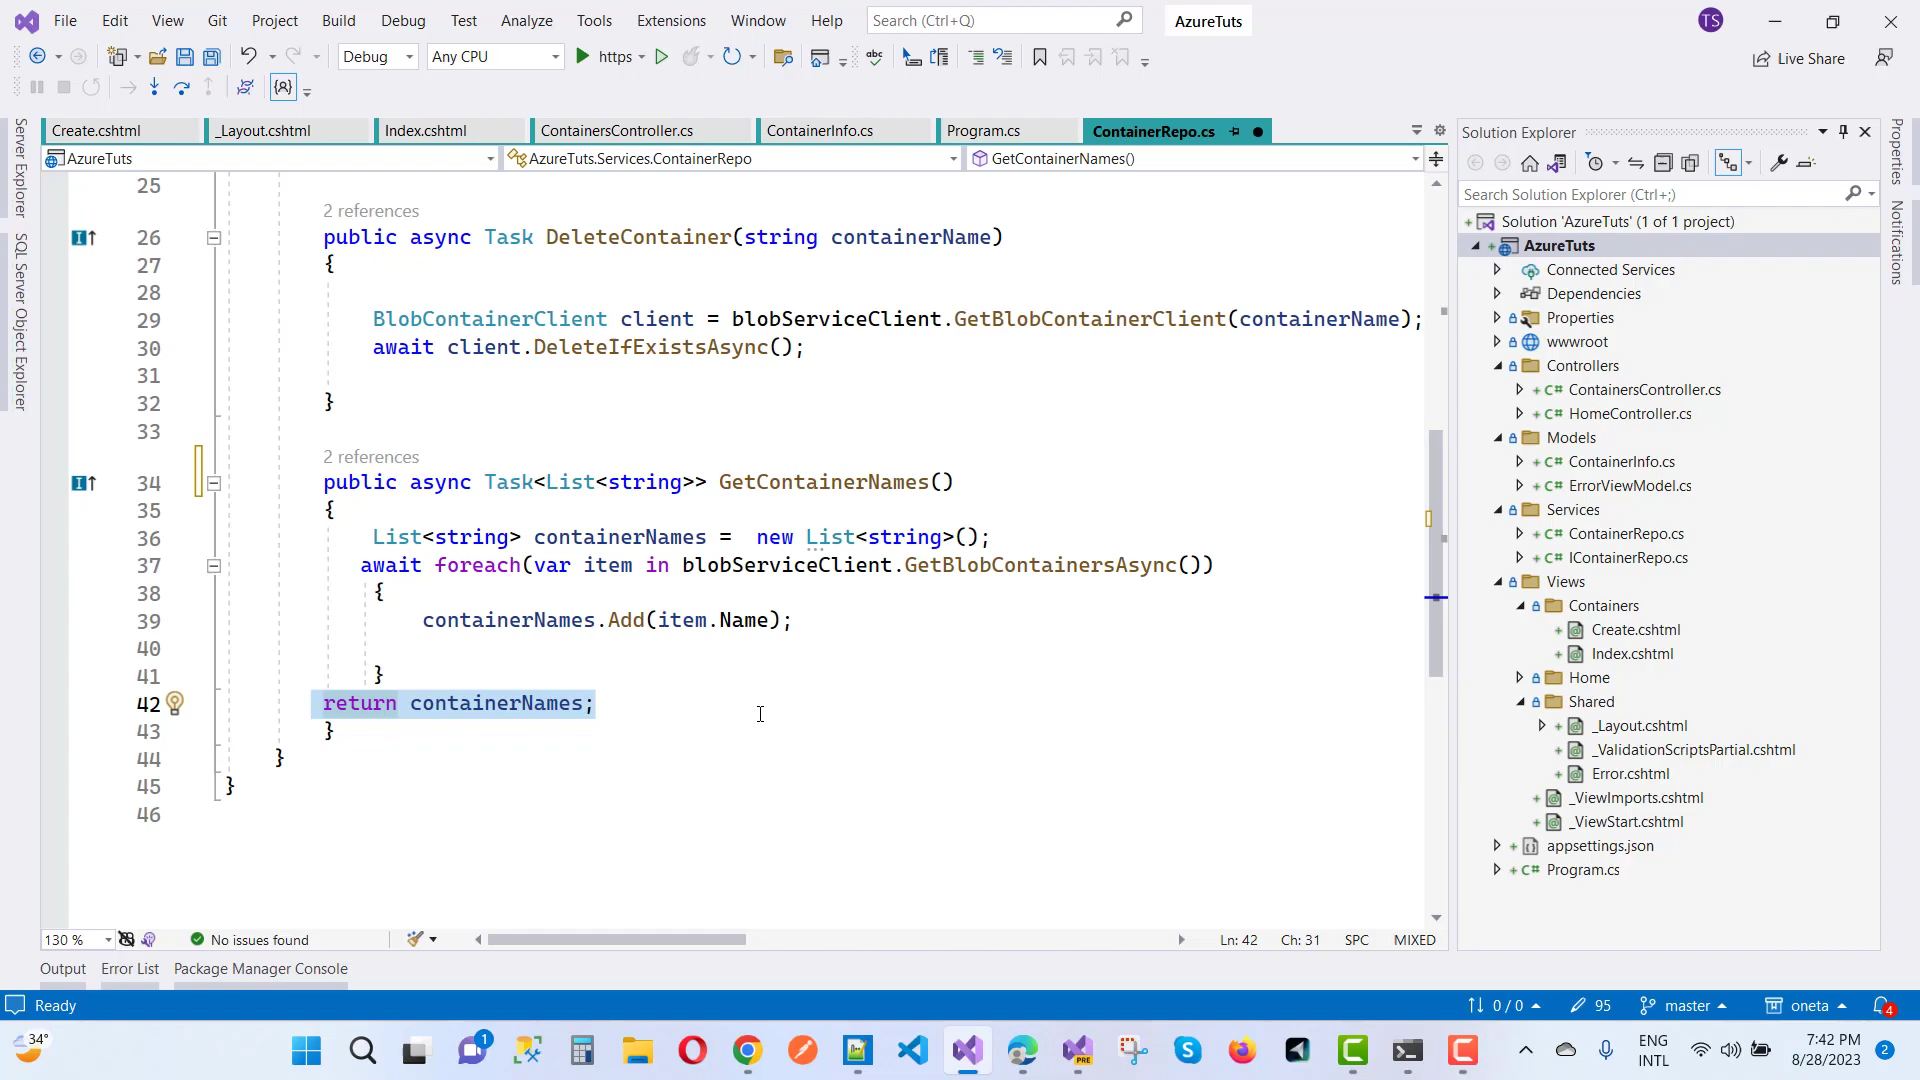 File Edit View Git Project Build Debug Test Analyze Tools Extensions Window Help Search (Ctrl+Q) AzureTuts TS
Debug Any CPU https Live Share
Create.cshtml _Layout.cshtml Index.cshtml ContainersController.cs ContainerInfo.cs Program.cs ContainerRepo.cs
AzureTuts AzureTuts.Services.ContainerRepo GetContainerNames()
Server Explorer
SQL Server Object Explorer
25
2 references
26 public async Task DeleteContainer(string containerName)
27 {
28
29 BlobContainerClient client = blobServiceClient.GetBlobContainerClient(containerName);
30 await client.DeleteIfExistsAsync();
31
32 }
33
2 references
34 public async Task<List<string>> GetContainerNames()
35 {
36 List<string> containerNames =  new List<string>();
37 await foreach(var item in blobServiceClient.GetBlobContainersAsync())
38 {
39 containerNames.Add(item.Name);
40
41 }
42 return containerNames;
43 }
44 }
45 }
46
130 % No issues found Ln: 42 Ch: 31 SPC MIXED
Output Error List Package Manager Console
Solution Explorer
Search Solution Explorer (Ctrl+;)
Solution 'AzureTuts' (1 of 1 project)
AzureTuts
Connected Services
Dependencies
Properties
wwwroot
Controllers
C# ContainersController.cs
C# HomeController.cs
Models
C# ContainerInfo.cs
C# ErrorViewModel.cs
Services
C# ContainerRepo.cs
C# IContainerRepo.cs
Views
Containers
Create.cshtml
Index.cshtml
Home
Shared
_Layout.cshtml
_ValidationScriptsPartial.cshtml
Error.cshtml
_ViewImports.cshtml
_ViewStart.cshtml
appsettings.json
C# Program.cs
Properties
Notifications
Ready 0 / 0 95 master oneta 4
34° 1 PRE ENG INTL 7:42 PM 8/28/2023 2